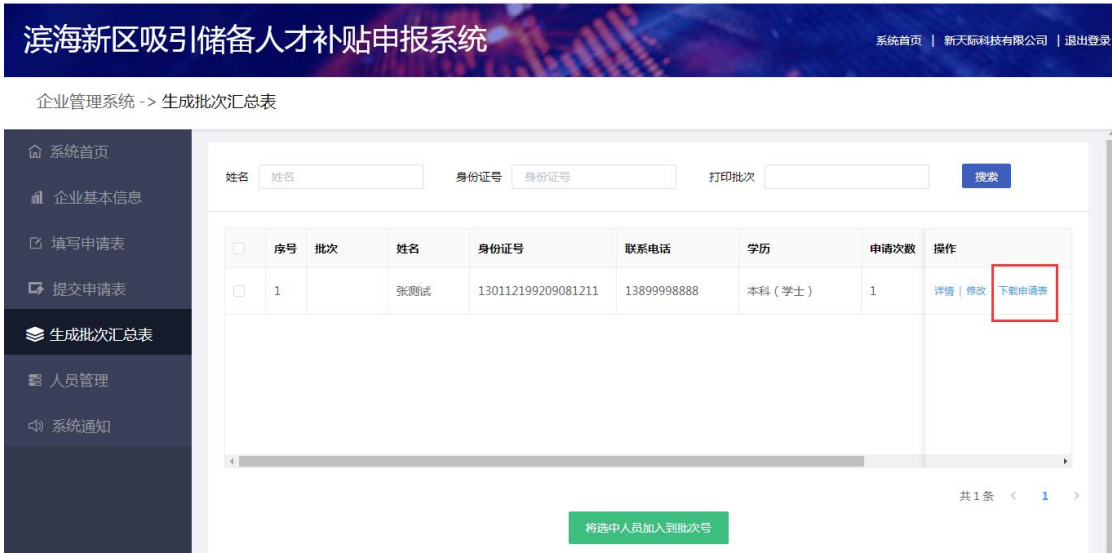 滨海新区吸引储备人才补贴申报系统
系统首页 | 新天际科技有限公司 | 退出登录
企业管理系统 -> 生成批次汇总表
系统首页
企业基本信息
填写申请表
提交申请表
生成批次汇总表
人员管理
系统通知
姓名 姓名 身份证号 身份证号 打印批次 搜索
序号 批次 姓名 身份证号 联系电话 学历 申请次数 操作
1 张测试 130112199209081211 13899998888 本科（学士） 1 详情 | 修改 下载申请表
共1条 < 1 >
将选中人员加入到批次号